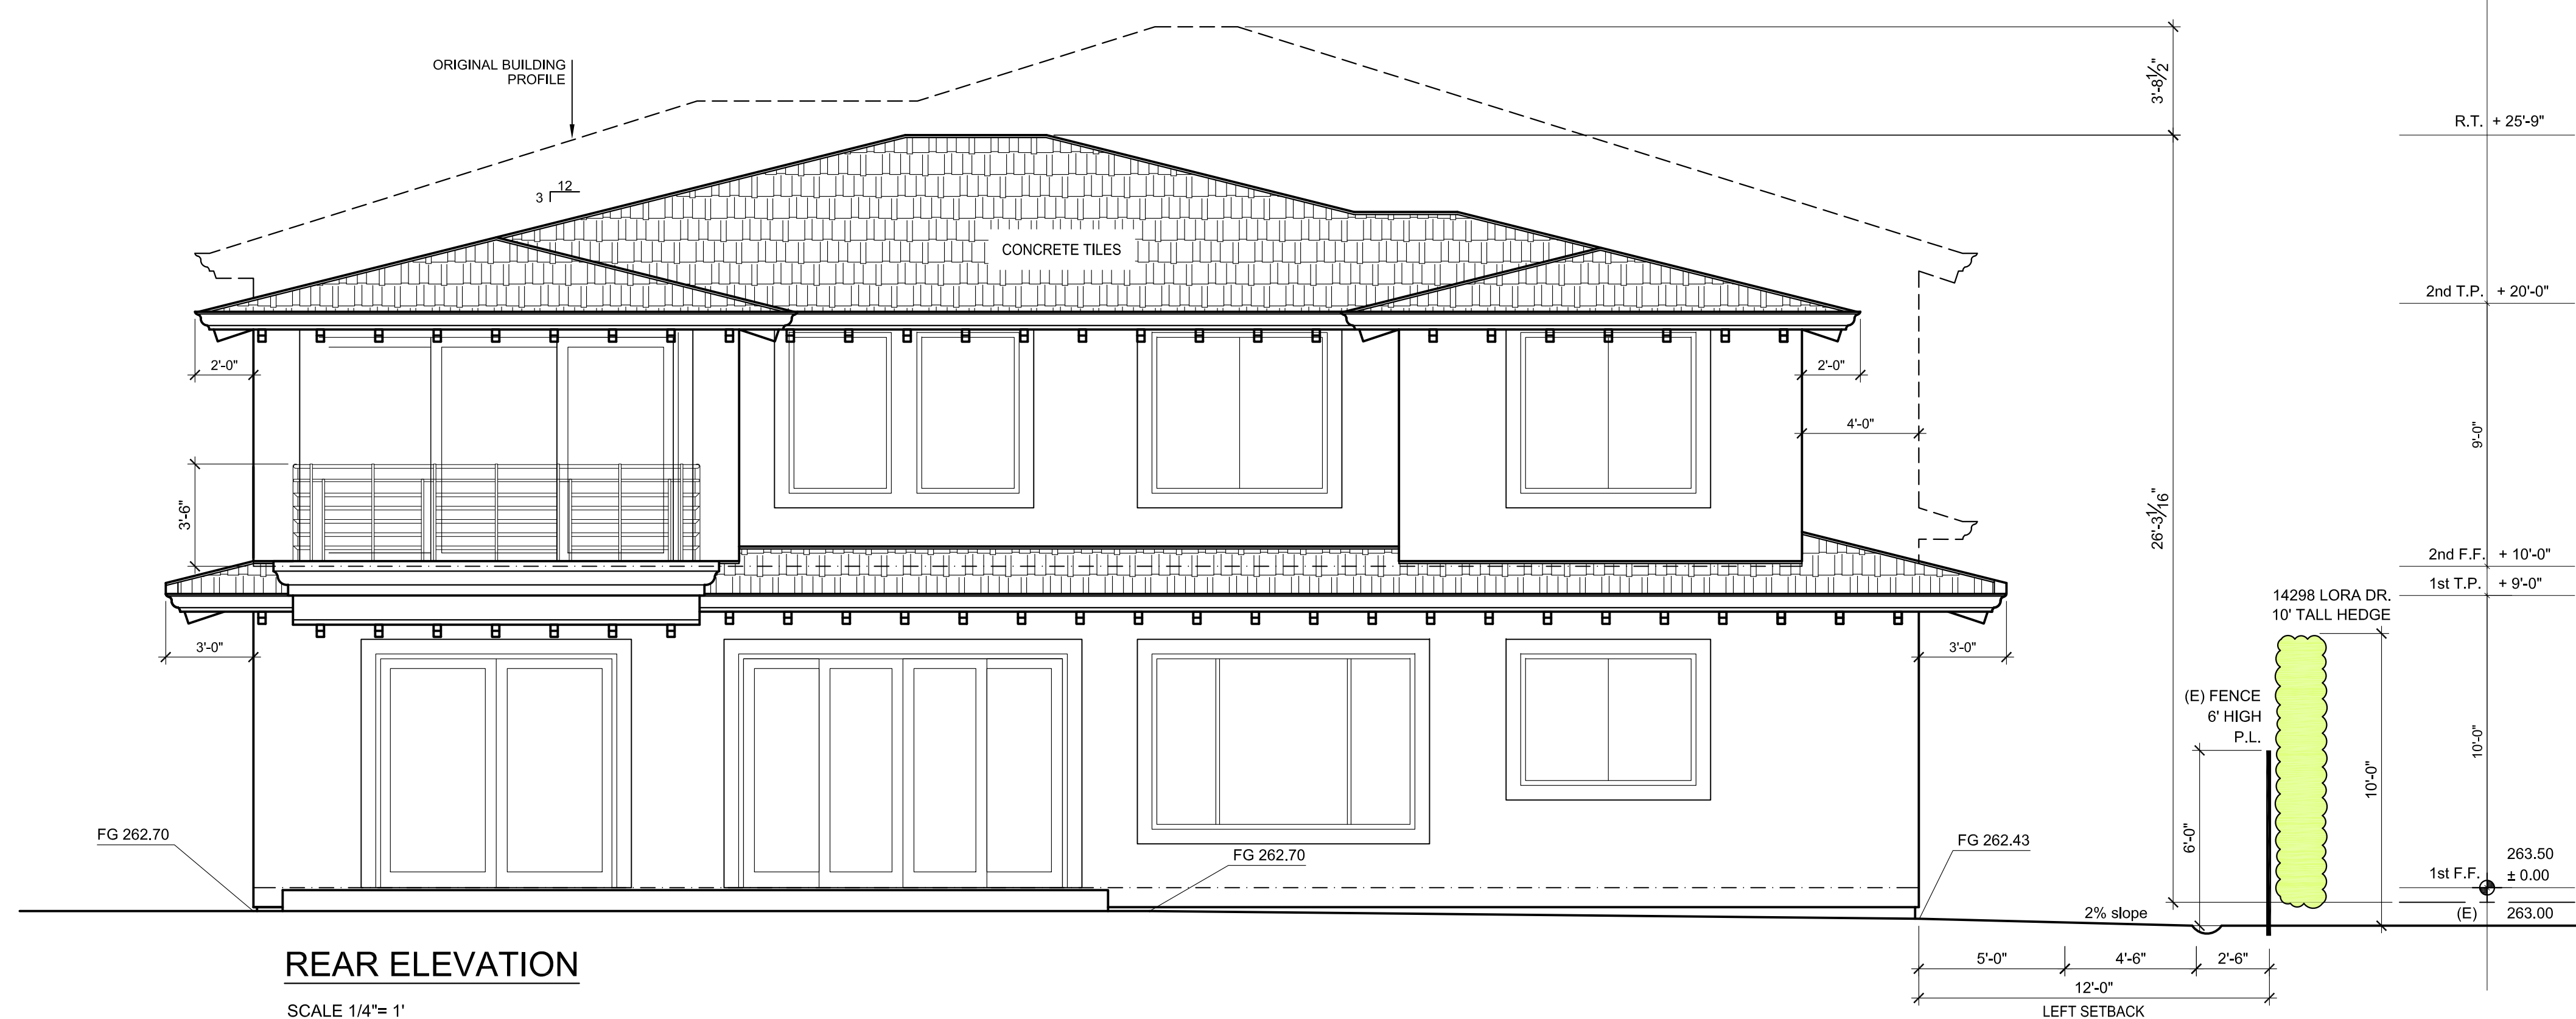 ORIGINAL BUILDING
PROFILE
3'-8½"
R.T. + 25'-9"
12
3
CONCRETE TILES
2nd T.P. + 20'-0"
2'-0"
2'-0"
4'-0"
9'-0"
3'-6"
26'-3 1/16"
2nd F.F. + 10'-0"
1st T.P. + 9'-0"
14298 LORA DR.
10' TALL HEDGE
3'-0"
3'-0"
(E) FENCE
6' HIGH
P.L.
10'-0"
10'-0"
6'-0"
FG 262.70
FG 262.70
FG 262.43
263.50
1st F.F. ± 0.00
2% slope
(E) 263.00
REAR ELEVATION
5'-0" 4'-6" 2'-6"
12'-0"
SCALE 1/4"= 1'
LEFT SETBACK